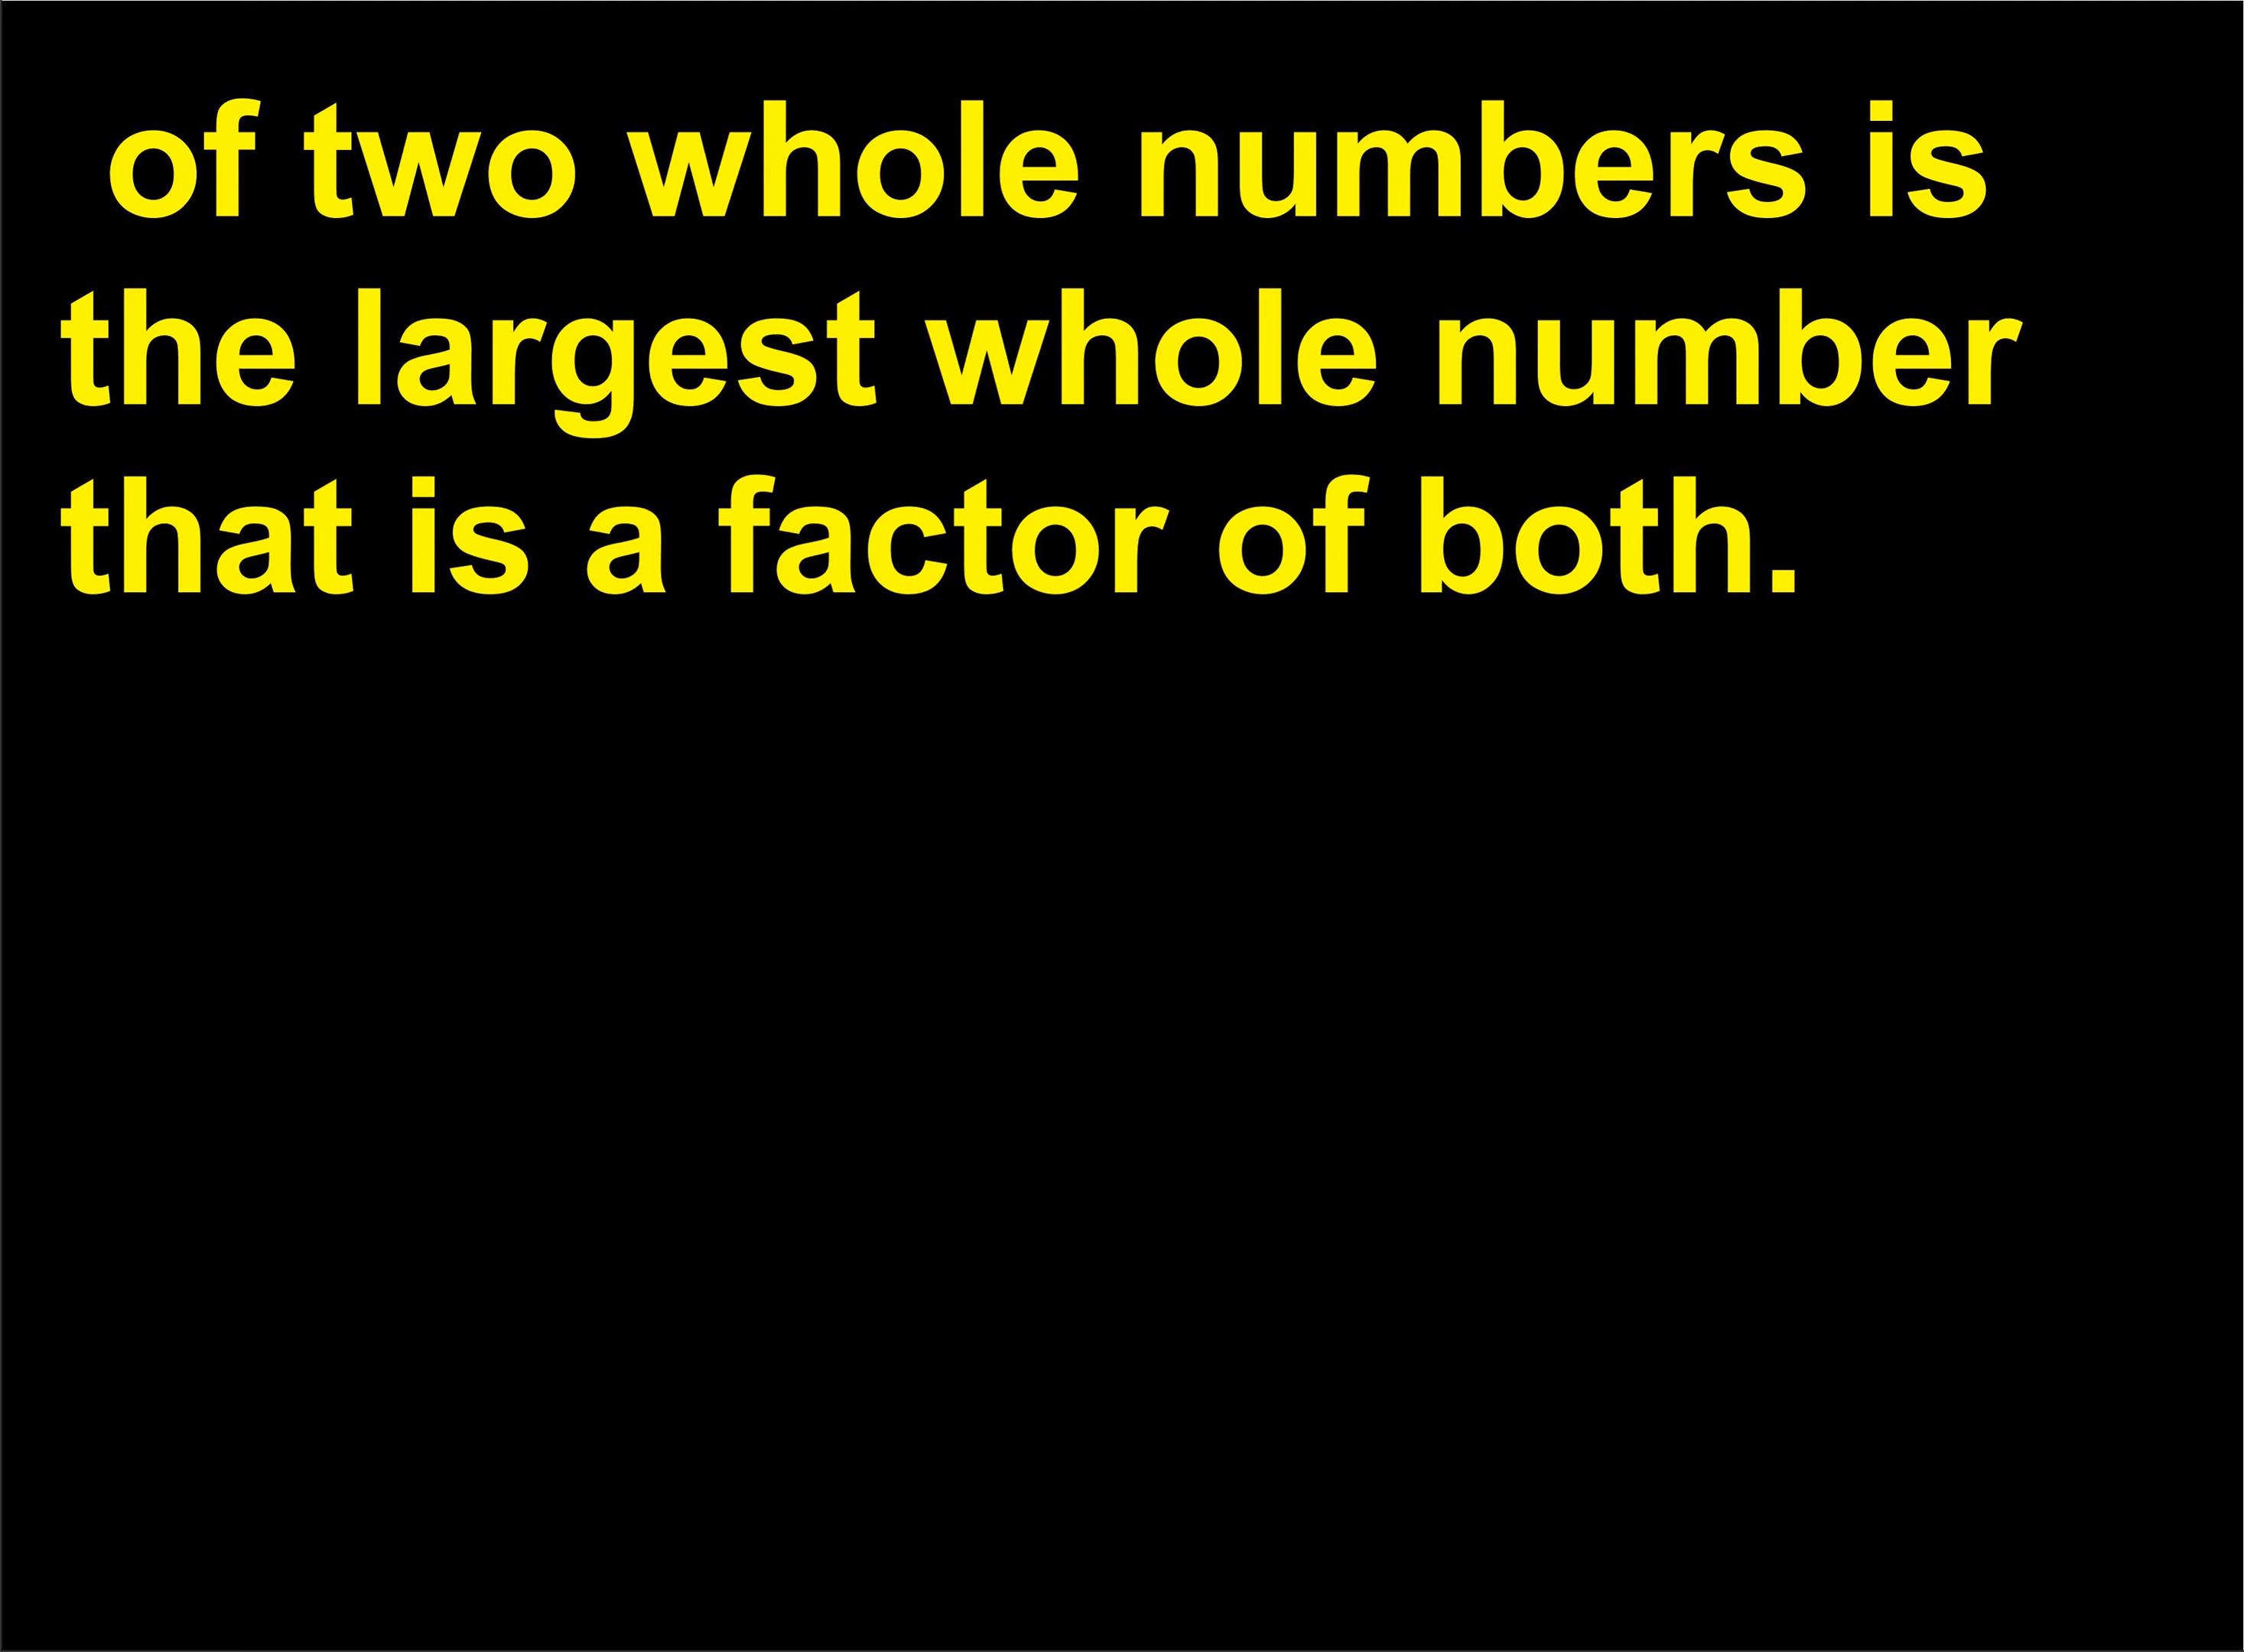 of two whole numbers is
the largest whole number
that is a factor of both.